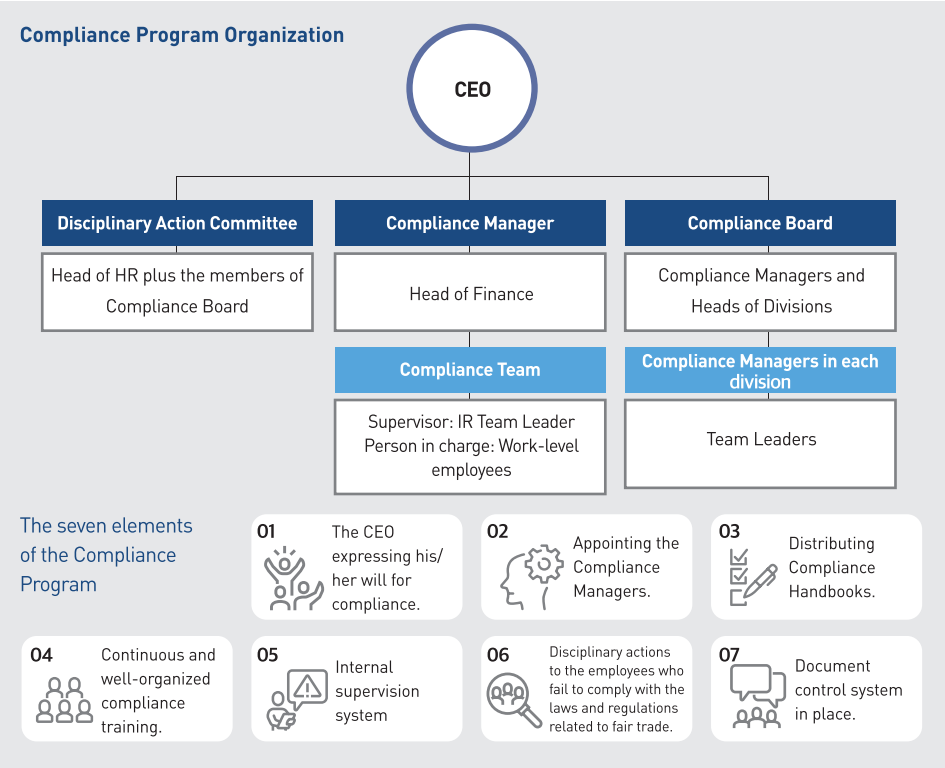 Compliance Program Organization
CEO
Disciplinary Action Committee
Head of HR plus the members of
Compliance Board
Compliance Manager
Head of Finance
Compliance Team
Supervisor: IR Team Leader
Person in charge: Work-level
employees
Compliance Board
Compliance Managers and
Heads of Divisions
Compliance Managers in each
division
Team Leaders
The seven elements
of the Compliance
Program
01
The CEO
expressing his/
her will for
compliance.
02
Appointing the
Compliance
Managers.
03
Distributing
Compliance
Handbooks.
04
Continuous and
well-organized
compliance
training.
05
Internal
supervision
system
06
Disciplinary actions
to the employees who
fail to comply with the
laws and regulations
related to fair trade.
07
Document
control system
in place.